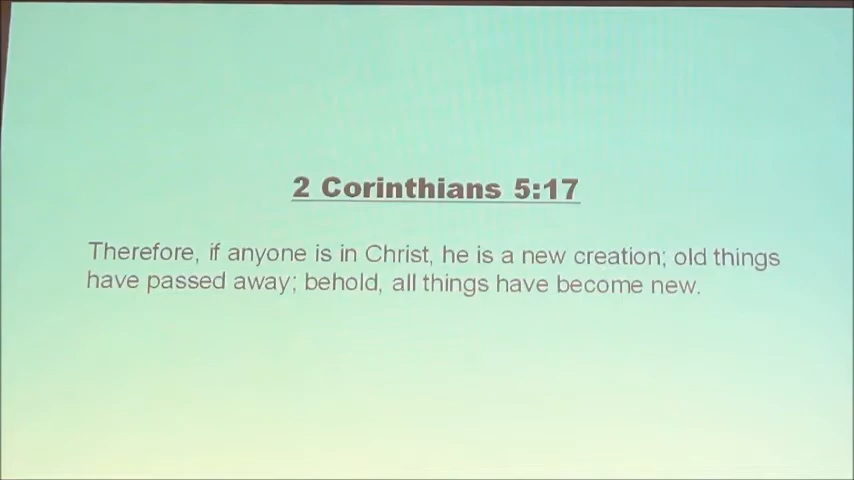 2 Corinthians 5:17
Therefore, if anyone is in Christ, he is a new creation; old things
have passed away; behold, all things have become new.